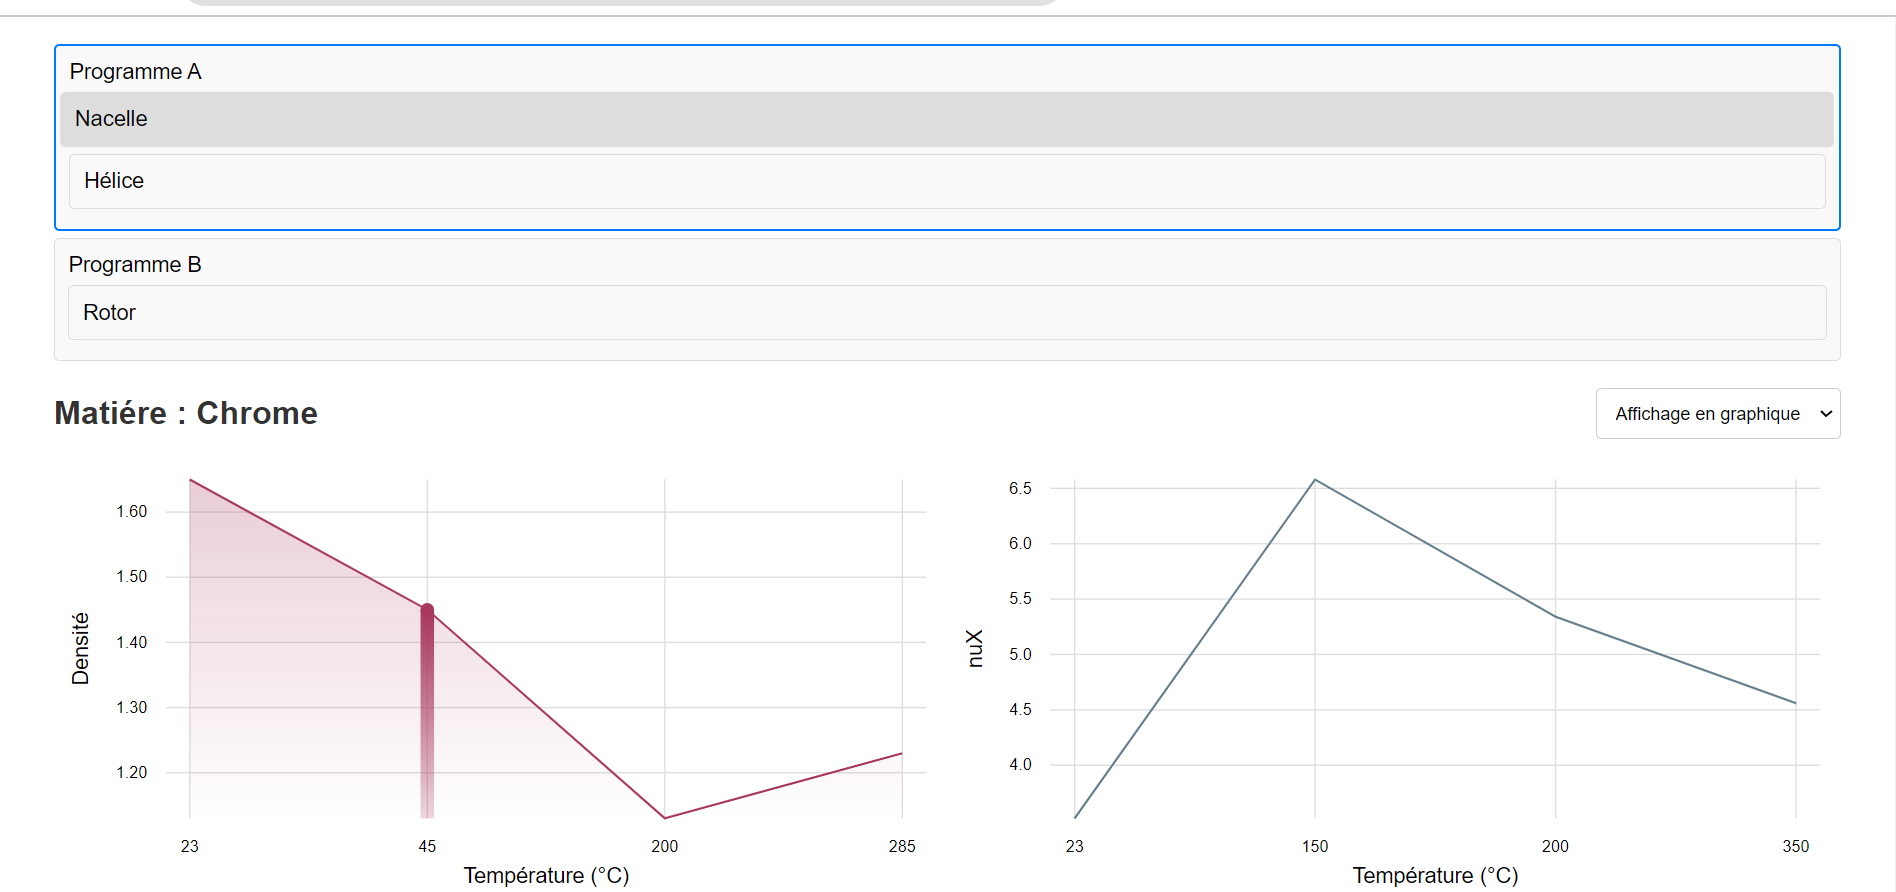 Programme A
Nacelle
Hélice
Programme B
Rotor
Matiére : Chrome
Affichage en graphique
Densité
1.60
1.50
1.40
1.30
1.20
23 45 200 285
Température (°C)
nuX
6.5
6.0
5.5
5.0
4.5
4.0
23 150 200 350
Température (°C)